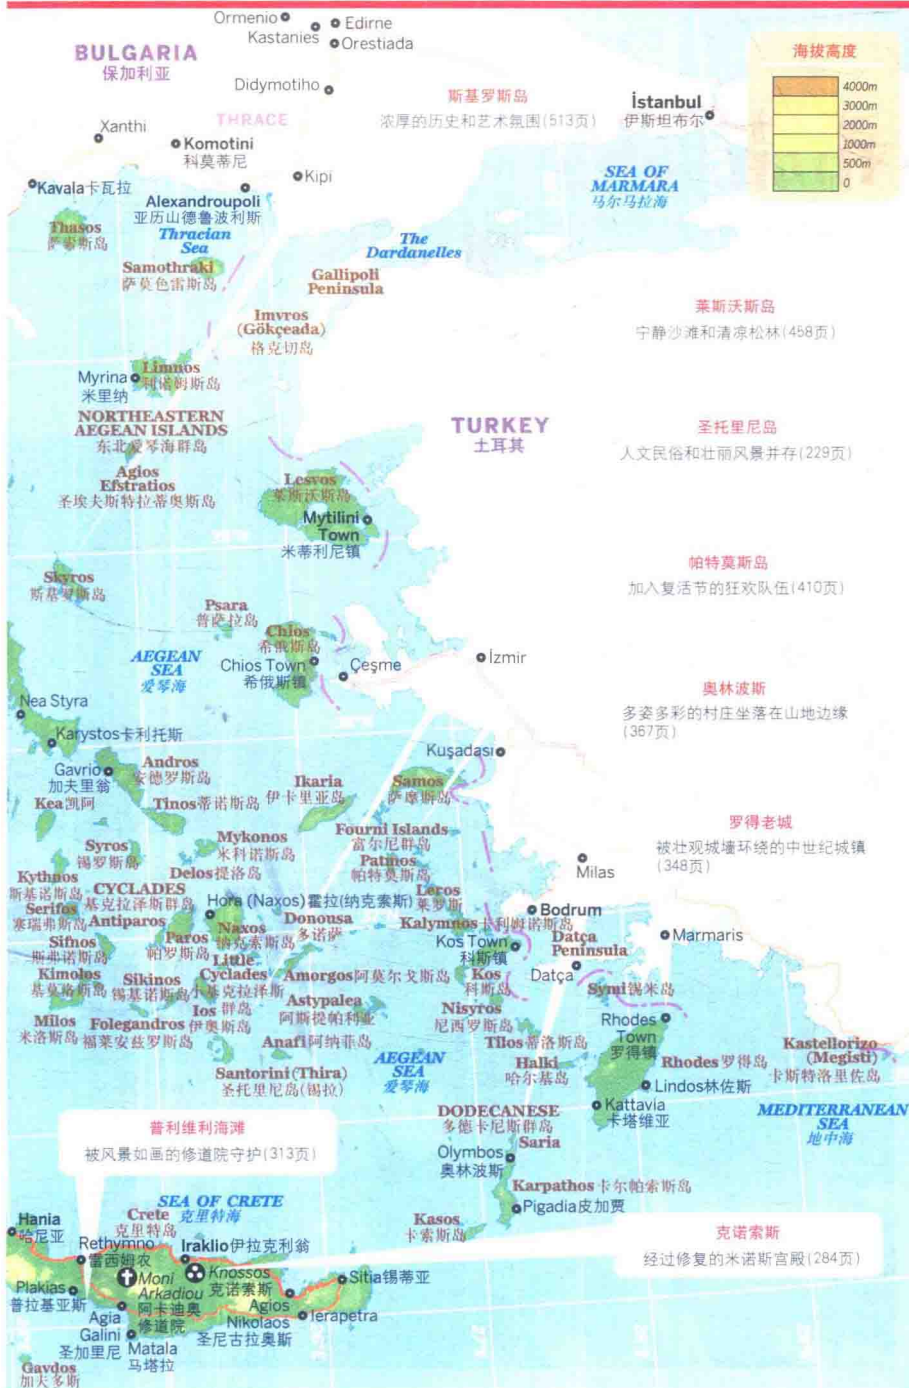 Ormenio
Edirne
Kastanies
Orestiada
BULGARIA
保加利亚
海拔高度
4000m
3000m
2000m
1000m
500m
0
Didymotiho
斯基罗斯岛
浓厚的历史和艺术氛围(513页)
İstanbul
伊斯坦布尔
THRACE
Xanthi
Komotini
科莫蒂尼
Kipi
SEA OF
MARMARA
马尔马拉海
Kavala卡瓦拉
Alexandroupoli
亚历山德鲁波利斯
Thracian
Sea
Thasos
萨索斯岛
The
Dardanelles
Samothraki
萨莫色雷斯岛
Gallipoli
Peninsula
莱斯沃斯岛
宁静沙滩和清凉松林(458页)
Imvros
(Gökçeada)
格克切岛
Myrina
米里纳
Limnos
利诺姆斯岛
NORTHEASTERN
AEGEAN ISLANDS
东北爱琴海群岛
TURKEY
土耳其
圣托里尼岛
人文民俗和壮丽风景并存(229页)
Agios
Efstratios
圣埃夫斯特拉蒂奥斯岛
Lesvos
莱斯沃斯岛
Mytilini
Town
米蒂利尼镇
帕特莫斯岛
加入复活节的狂欢队伍(410页)
Skyros
斯基罗斯岛
Psara
普萨拉岛
Chios
希俄斯岛
AEGEAN
SEA
爱琴海
Chios Town
希俄斯镇
Çeşme
İzmir
奥林波斯
多姿多彩的村庄坐落在山地边缘
(367页)
Nea Styra
Karystos卡利托斯
Kuşadası
Gavrio
加夫里翁
Andros
安德罗斯岛
Kea凯阿
Tinos蒂诺斯岛
Ikaria
伊卡里亚岛
Samos
萨摩斯岛
罗得老城
被壮观城墙环绕的中世纪城镇
(348页)
Syros
锡罗斯岛
Mykonos
米科诺斯岛
Fourni Islands
富尔尼群岛
Milas
Kythnos
斯基诺斯岛
Delos提洛岛
Patmos
帕特莫斯岛
CYCLADES
基克拉泽斯群岛
Hora (Naxos)霍拉(纳克索斯)
Leros
莱罗斯
Serifos
塞瑞弗斯岛
Antiparos
Donousa
多诺萨
Kalymnos卡利姆诺斯岛
Bodrum
Paros
帕罗斯岛
Naxos
纳克索斯岛
Sifnos
斯弗诺斯岛
Kos Town
科斯镇
Datça
Peninsula
Marmaris
Datça
Kimolos
基莫洛斯岛
Sikinos
锡基诺斯岛
Little
Cyclades
小基克拉泽斯
群岛
Amorgos阿莫尔戈斯岛
Kos
科斯岛
Symi锡米岛
Ios
伊奥斯岛
Astypalea
阿斯提帕利亚
Nisyros
尼西罗斯岛
Milos
米洛斯岛
Folegandros
福莱安兹罗斯岛
Anafi阿纳菲岛
Tilos蒂洛斯岛
Rhodes
Town
罗得镇
Santorini (Thira)
圣托里尼岛(锡拉)
AEGEAN
SEA
爱琴海
Halki
哈尔基岛
Rhodes罗得岛
Kastellorizo
(Megisti)
卡斯特洛里佐岛
Lindos林佐斯
DODECANESE
多德卡尼斯群岛
Kattavia
卡塔维亚
MEDITERRANEAN
SEA
地中海
普利维利海滩
被风景如画的修道院守护(313页)
Saria
Olymbos
奥林波斯
Karpathos卡尔帕索斯岛
Pigadia皮加贾
Kasos
卡索斯岛
SEA OF CRETE
克里特海
Hania
哈尼亚
Crete
克里特岛
Rethymno
雷西姆农
Iraklio伊拉克利翁
克诺索斯
经过修复的米诺斯宫殿(284页)
Moni
Arkadiou
阿卡迪奥
修道院
Knossos
克诺索斯
Sitia锡蒂亚
Plakias
普拉基亚斯
Agios
Nikolaos
圣尼古拉奥斯
Ierapetra
Agia
Galini
圣加里尼
Matala
马塔拉
Gavdos
加夫多斯